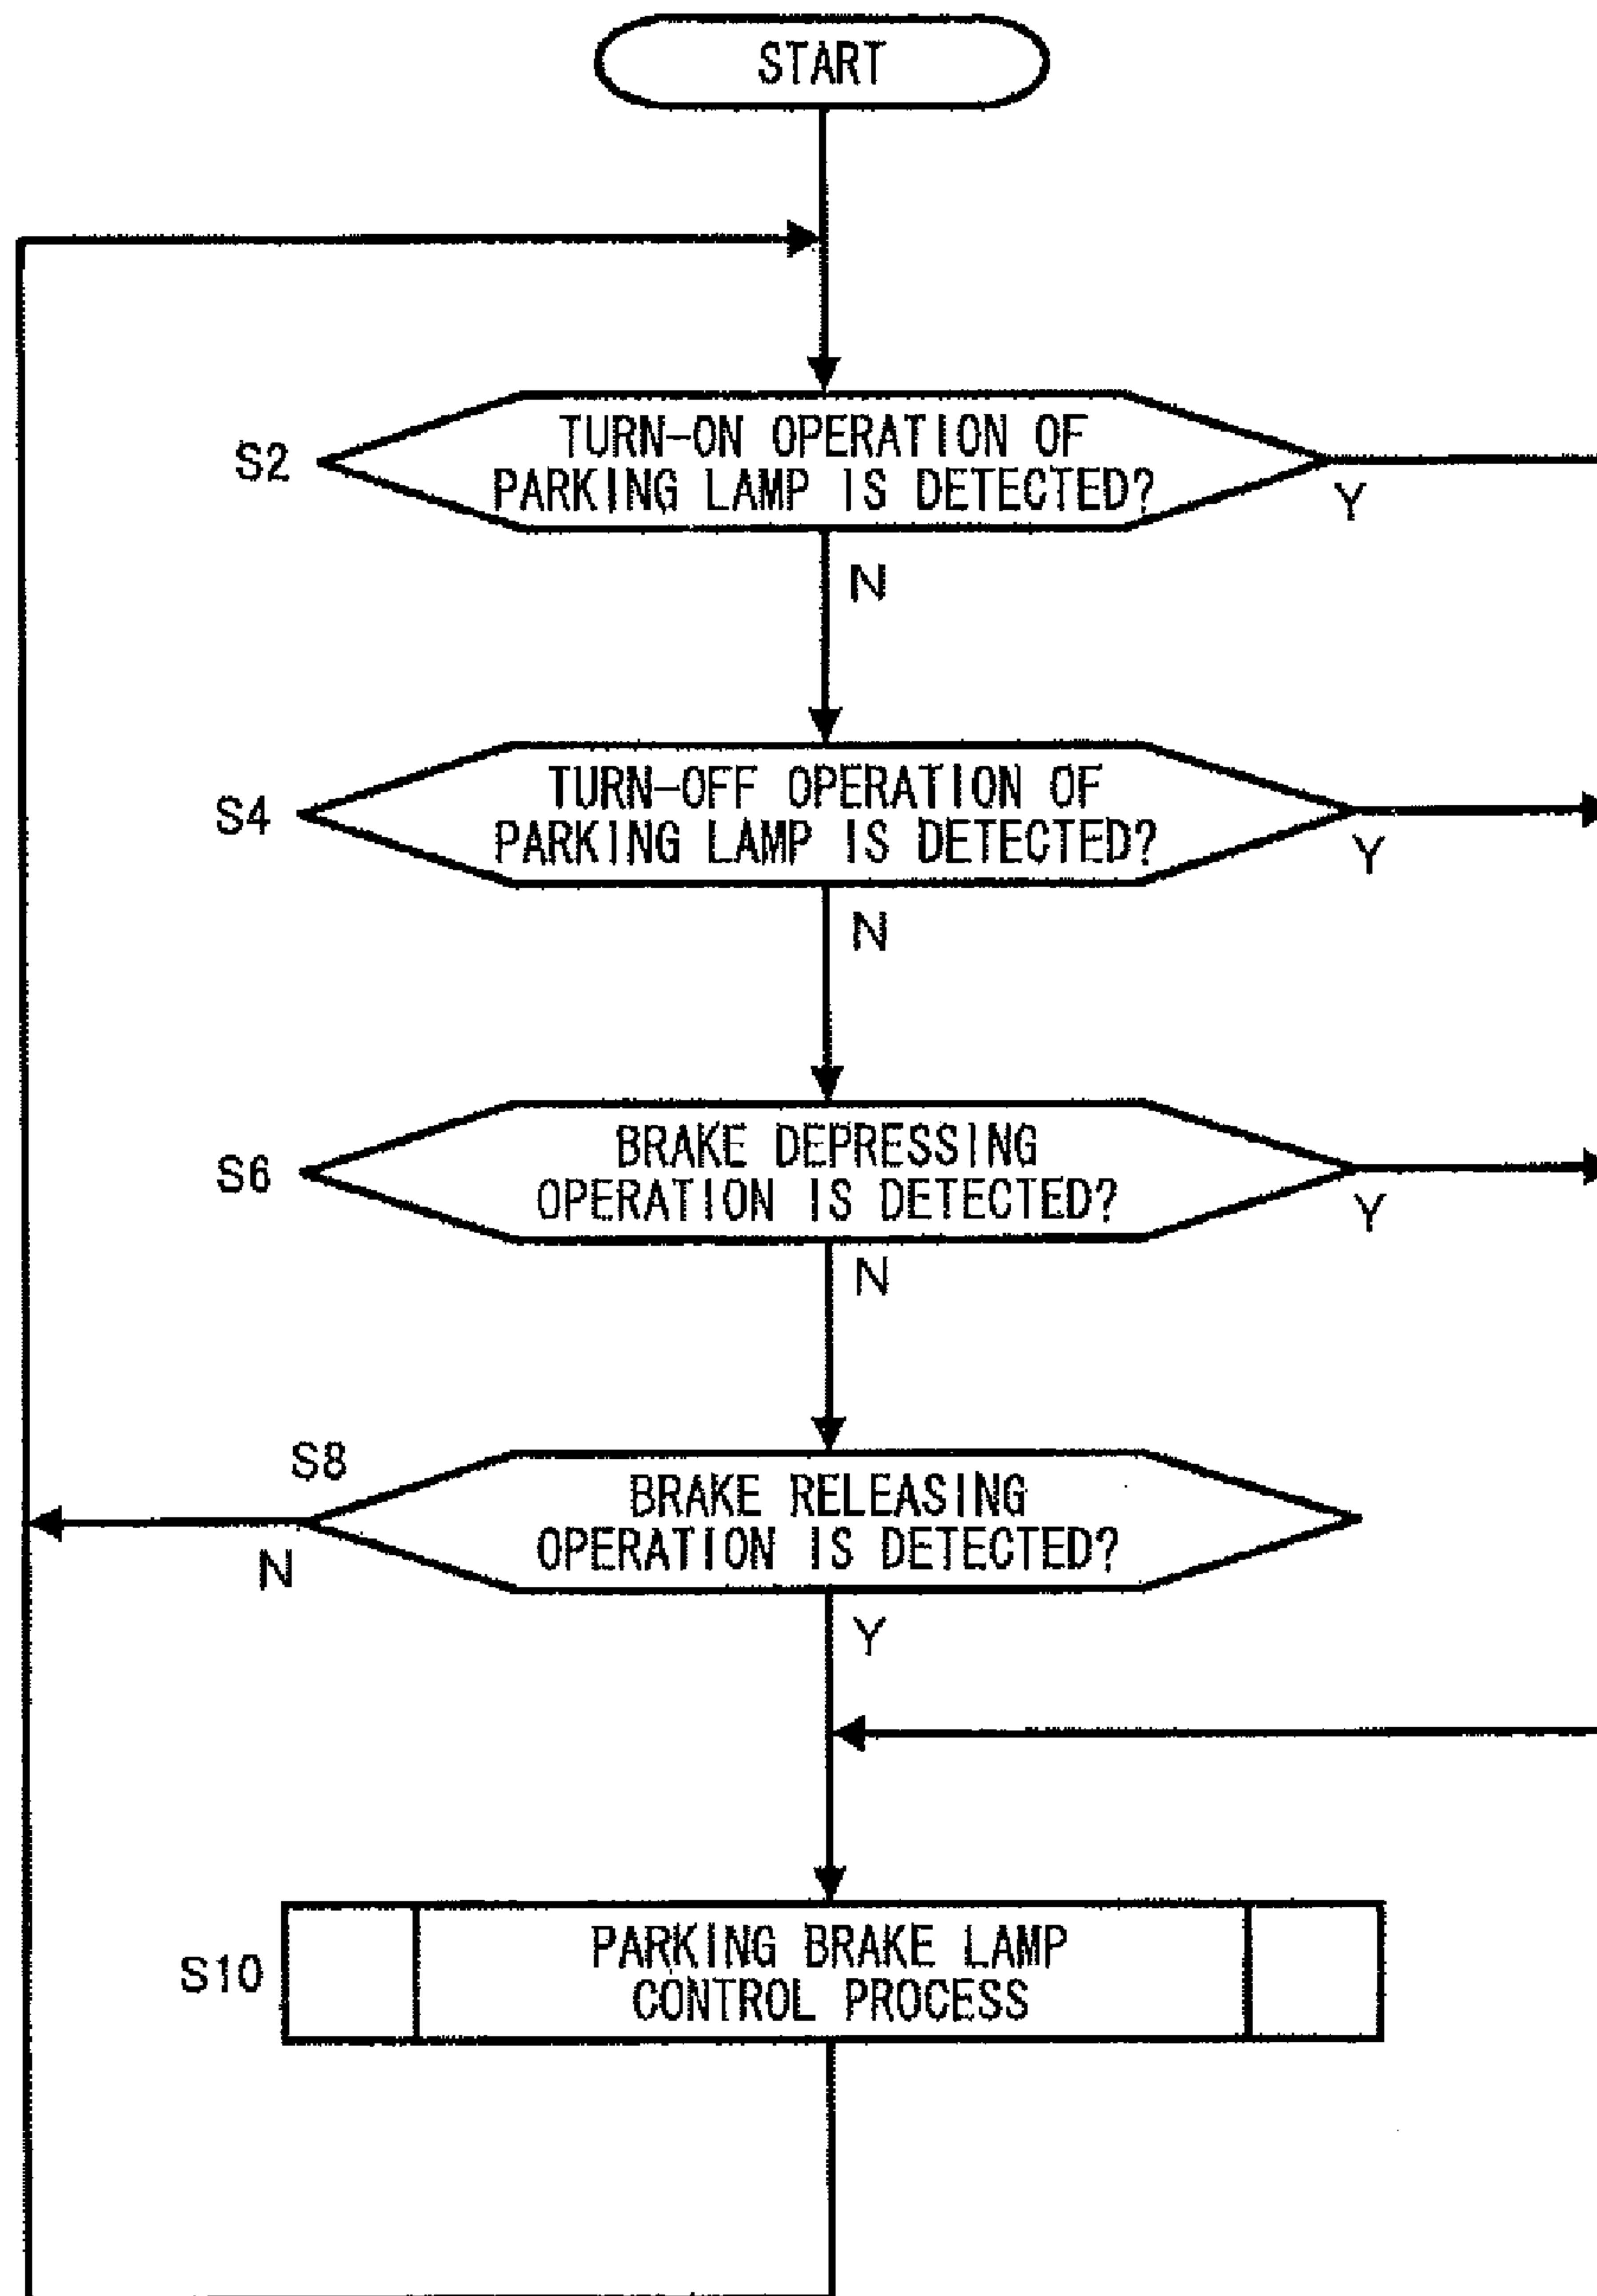 START
S2
TURN-ON OPERATION OF
PARKING LAMP IS DETECTED?
Y
N
S4
TURN-OFF OPERATION OF
PARKING LAMP IS DETECTED?
Y
N
S6
BRAKE DEPRESSING
OPERATION IS DETECTED?
Y
N
S8
BRAKE RELEASING
OPERATION IS DETECTED?
N
Y
S10
PARKING BRAKE LAMP
CONTROL PROCESS